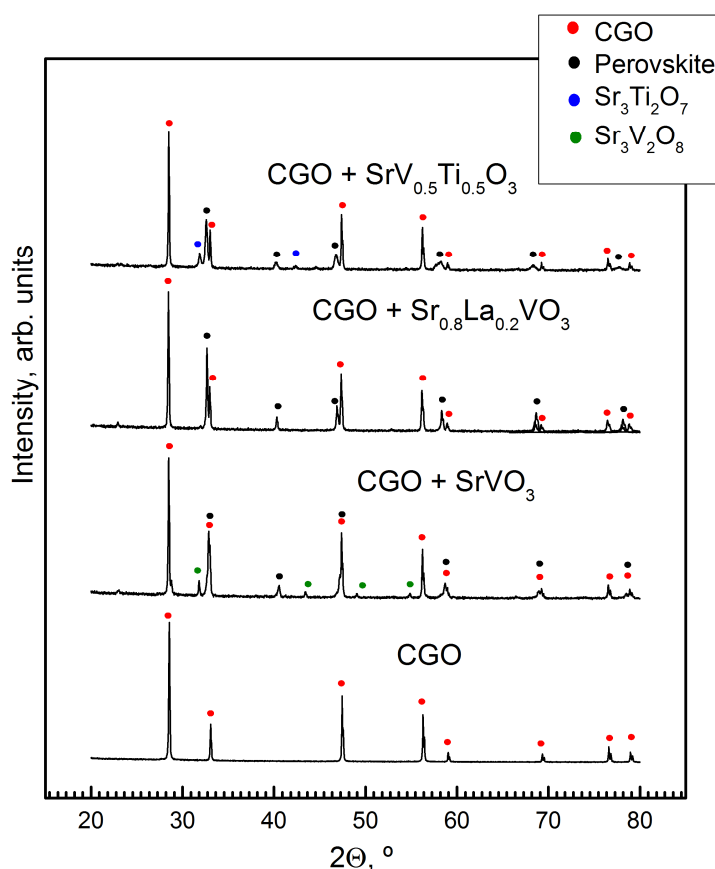 CGO
Perovskite
Sr₃Ti₂O₇
Sr₃V₂O₈
CGO + SrV₀.₅Ti₀.₅O₃
CGO + Sr₀.₈La₀.₂VO₃
CGO + SrVO₃
CGO
Intensity, arb. units
20 30 40 50 60 70 80
2Θ, º